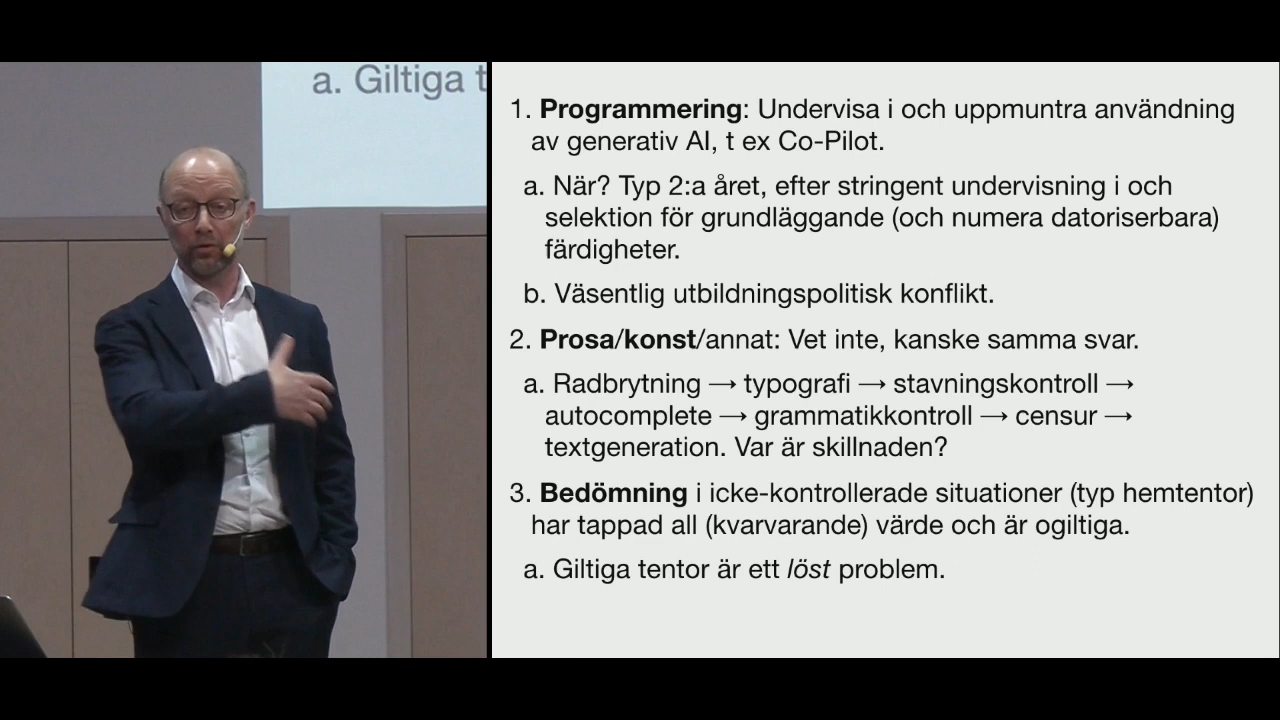 a. Giltiga t
1. Programmering: Undervisa i och uppmuntra användning
av generativ AI, t ex Co-Pilot.
a. När? Typ 2:a året, efter stringent undervisning i och
selektion för grundläggande (och numera datoriserbara)
färdigheter.
b. Väsentlig utbildningspolitisk konflikt.
2. Prosa/konst/annat: Vet inte, kanske samma svar.
a. Radbrytning → typografi → stavningskontroll →
autocomplete → grammatikkontroll → censur →
textgeneration. Var är skillnaden?
3. Bedömning i icke-kontrollerade situationer (typ hemtentor)
har tappad all (kvarvarande) värde och är ogiltiga.
a. Giltiga tentor är ett löst problem.